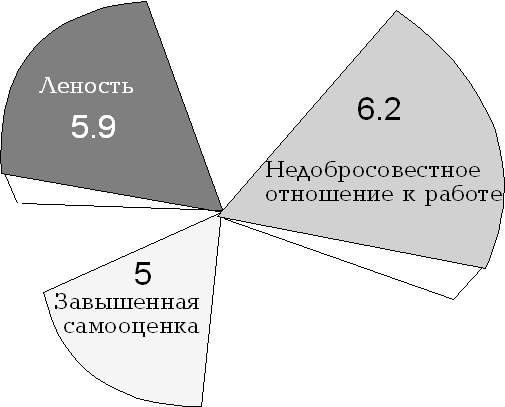 Леность
5.9
6.2
Недобросовестное
отношение к работе
5
Завышенная
самооценка